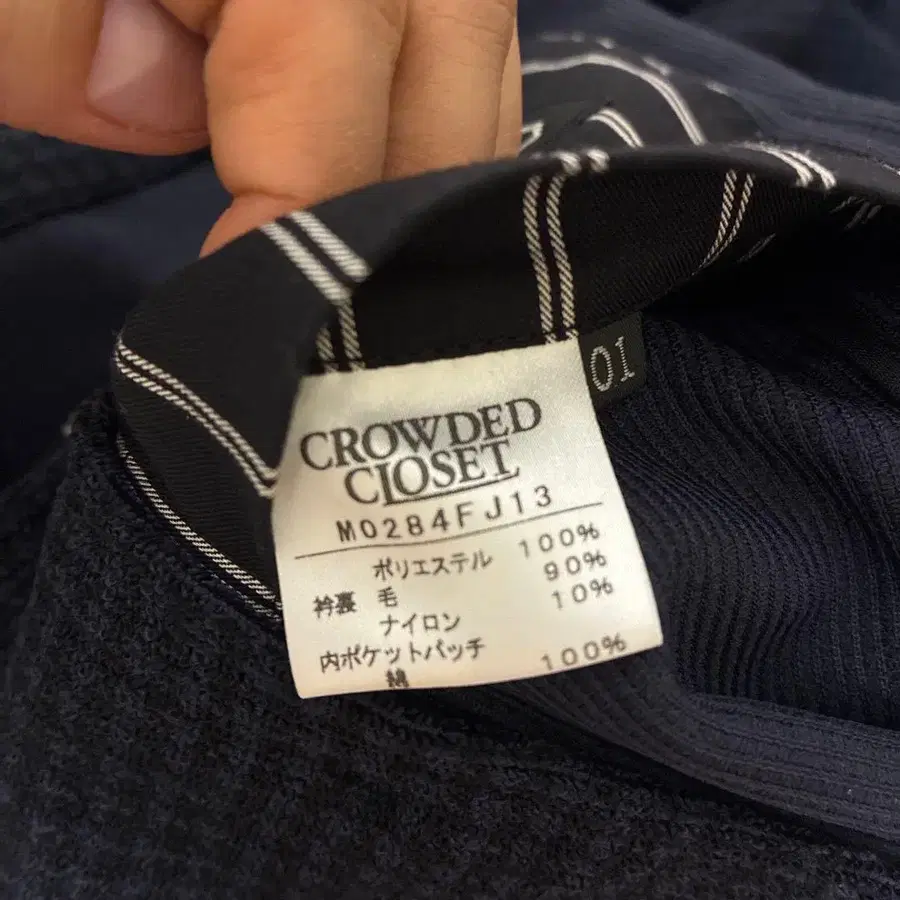 01
CROWDED
CLOSET
M0284FJ13
ポリエステル 100%
衿裏 毛 90%
ナイロン 10%
内ポケットパッチ
綿 100%